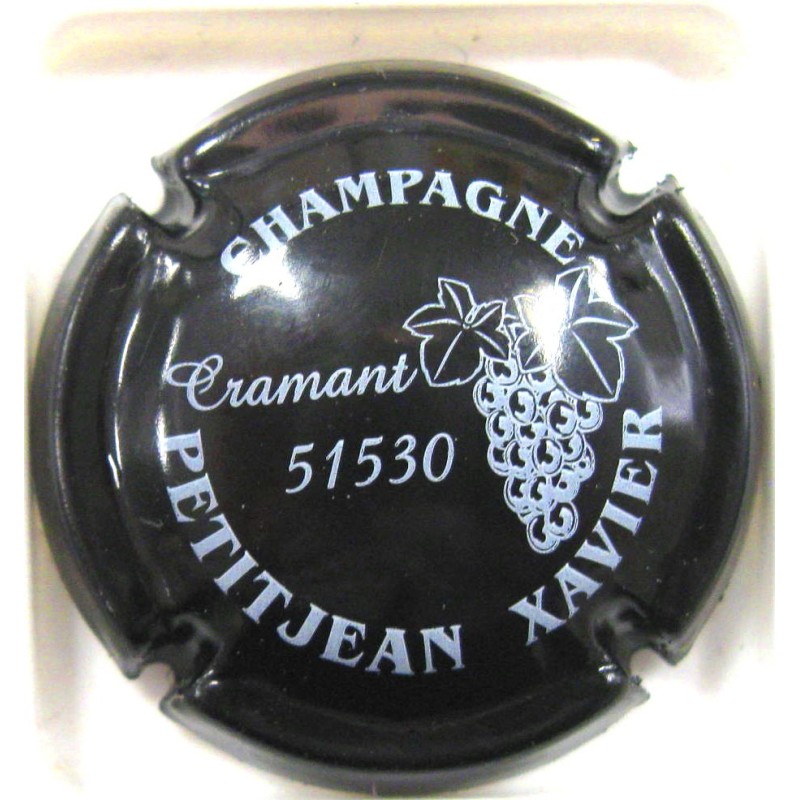 CHAMPAGNE
Cramant
51530
PETITJEAN XAVIER